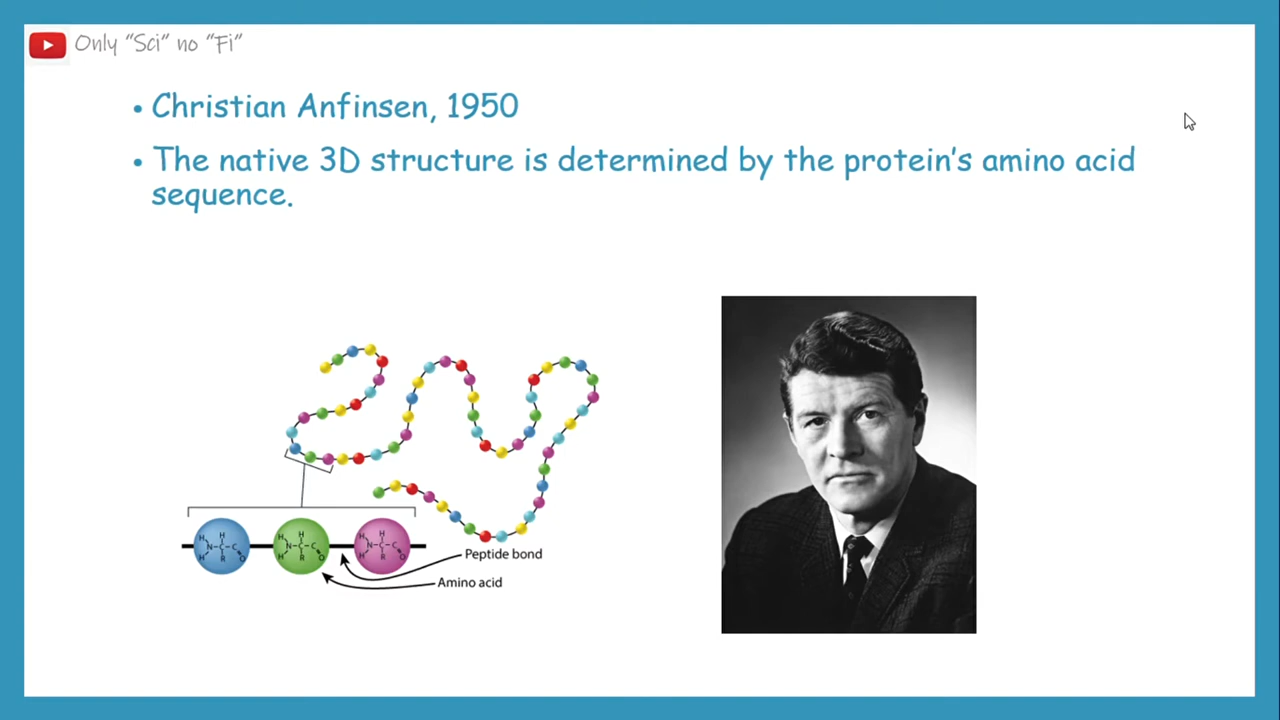 Only “Sci” no “Fi”
• Christian Anfinsen, 1950
• The native 3D structure is determined by the protein’s amino acid
sequence.
H H N H C R C O
H H N H C R C O
H H N H C R C O
Peptide bond
Amino acid